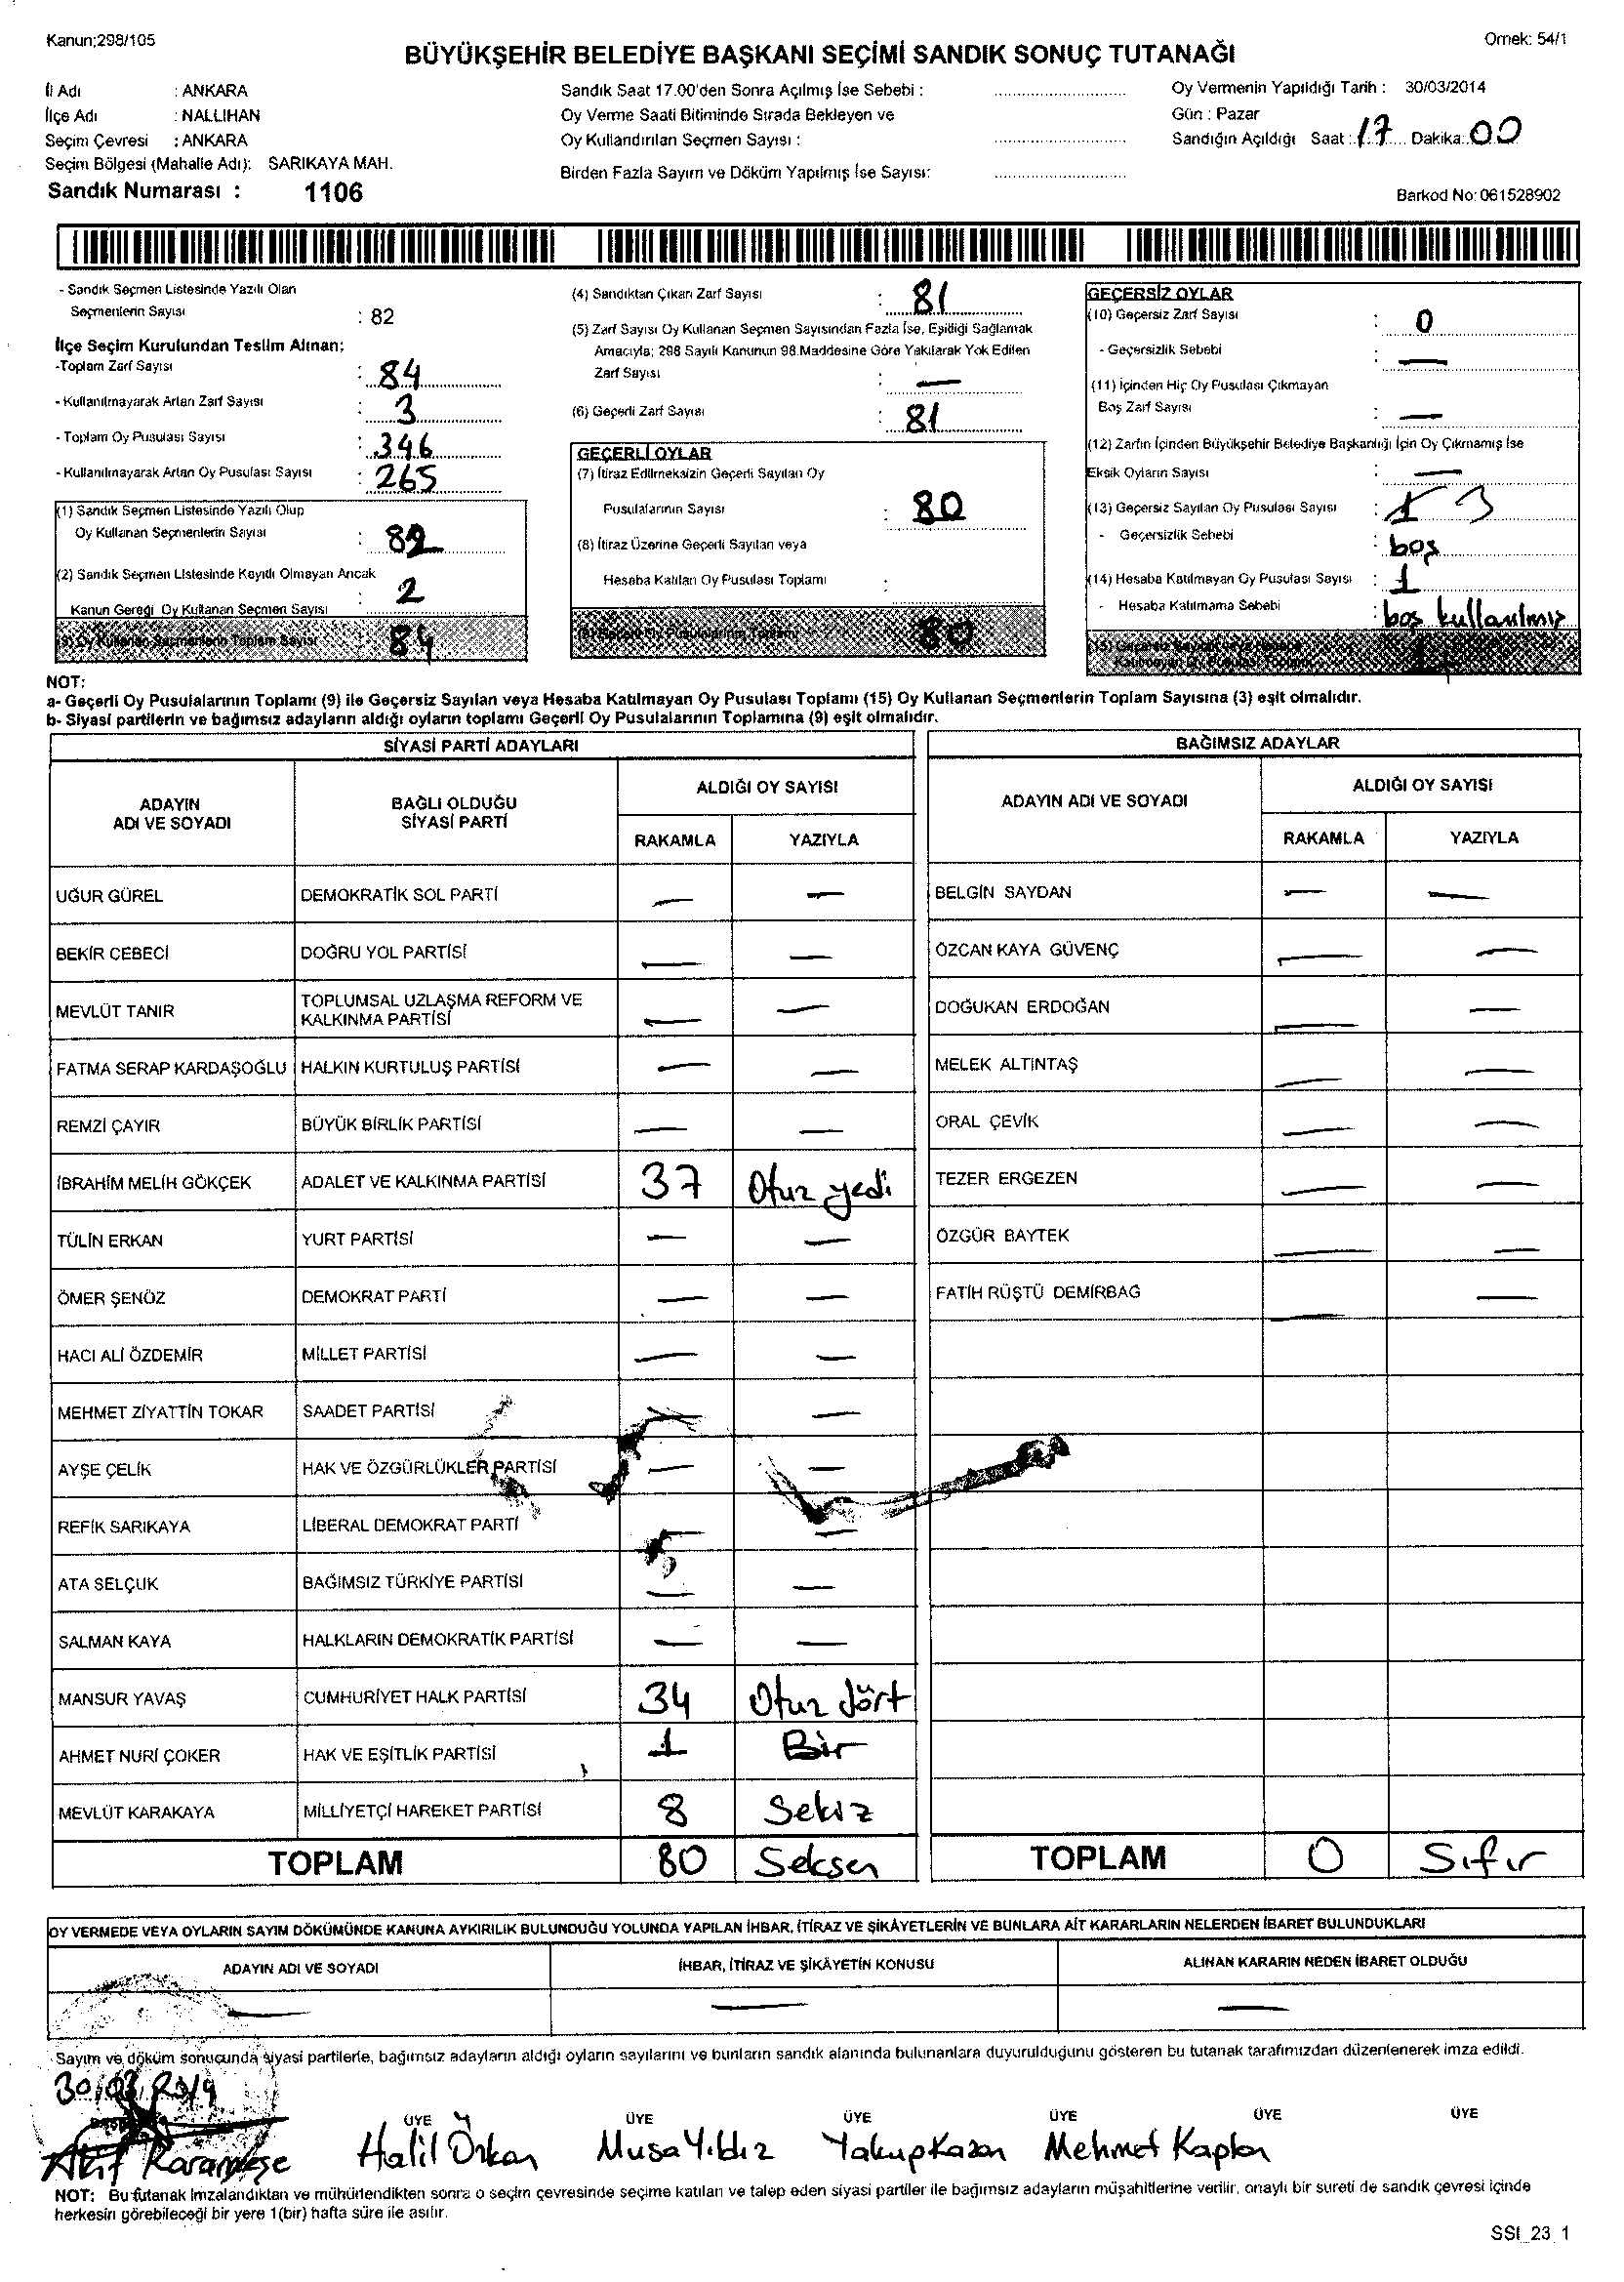 Kanun;298/105
Örnek: 54/1
BÜYÜKŞEHİR BELEDİYE BAŞKANI SEÇİMİ SANDIK SONUÇ TUTANAĞI
İl Adı : ANKARA
İlçe Adı : NALLIHAN
Seçim Çevresi : ANKARA
Seçim Bölgesi (Mahalle Adı): SARIKAYA MAH.
Sandık Numarası : 1106
Sandık Saat 17.00'den Sonra Açılmış İse Sebebi :
Oy Verme Saati Bitiminde Sırada Bekleyen ve
Oy Kullandırılan Seçmen Sayısı :
Birden Fazla Sayım ve Döküm Yapılmış İse Sayısı:
Oy Vermenin Yapıldığı Tarih : 30/03/2014
Gün : Pazar
Sandığın Açıldığı Saat : 17 Dakika: 00
Barkod No: 061528902
- Sandık Seçmen Listesinde Yazılı Olan
Seçmenlerin Sayısı : 82
İlçe Seçim Kurulundan Teslim Alınan;
-Toplam Zarf Sayısı : 84
- Kullanılmayarak Artan Zarf Sayısı : 3
- Toplam Oy Pusulası Sayısı : 346
- Kullanılmayarak Artan Oy Pusulası Sayısı : 265
(1) Sandık Seçmen Listesinde Yazılı Olup
Oy Kullanan Seçmenlerin Sayısı : 82
(2) Sandık Seçmen Listesinde Kayıtlı Olmayan Ancak
Kanun Gereği Oy Kullanan Seçmen Sayısı : 2
(3) Oy Kullanan Seçmenlerin Toplam Sayısı 84
(4) Sandıktan Çıkan Zarf Sayısı : 81
(5) Zarf Sayısı Oy Kullanan Seçmen Sayısından Fazla İse, Eşitliği Sağlamak
Amacıyla; 298 Sayılı Kanunun 98.Maddesine Göre Yakılarak Yok Edilen
Zarf Sayısı : —
(6) Geçerli Zarf Sayısı : 81
GEÇERLİ OYLAR
(7) İtiraz Edilmeksizin Geçerli Sayılan Oy
Pusulalarının Sayısı : 80
(8) İtiraz Üzerine Geçerli Sayılan veya
Hesaba Katılan Oy Pusulası Toplamı :
(9) Geçerli Oy Pusulalarının Toplamı 80
GEÇERSİZ OYLAR
(10) Geçersiz Zarf Sayısı : 0
- Geçersizlik Sebebi : —
(11) İçinden Hiç Oy Pusulası Çıkmayan
Boş Zarf Sayısı : —
(12) Zarfın İçinden Büyükşehir Belediye Başkanlığı İçin Oy Çıkmamış İse
Eksik Oyların Sayısı : —
(13) Geçersiz Sayılan Oy Pusulası Sayısı : 3
- Geçersizlik Sebebi : boş
(14) Hesaba Katılmayan Oy Pusulası Sayısı : 1
- Hesaba Katılmama Sebebi : boş kullanılmış
(15) Geçersiz Sayılan veya Hesaba
Katılmayan Oy Pusulası Toplamı
NOT:
a- Geçerli Oy Pusulalarının Toplamı (9) ile Geçersiz Sayılan veya Hesaba Katılmayan Oy Pusulası Toplamı (15) Oy Kullanan Seçmenlerin Toplam Sayısına (3) eşit olmalıdır.
b- Siyasi partilerin ve bağımsız adayların aldığı oyların toplamı Geçerli Oy Pusulalarının Toplamına (9) eşit olmalıdır.
SİYASİ PARTİ ADAYLARI
ADAYIN
ADI VE SOYADI
BAĞLI OLDUĞU
SİYASİ PARTİ
ALDIĞI OY SAYISI
RAKAMLA YAZIYLA
UĞUR GÜREL DEMOKRATİK SOL PARTİ — —
BEKİR CEBECİ DOĞRU YOL PARTİSİ — —
MEVLÜT TANIR TOPLUMSAL UZLAŞMA REFORM VE
KALKINMA PARTİSİ — —
FATMA SERAP KARDAŞOĞLU HALKIN KURTULUŞ PARTİSİ — —
REMZİ ÇAYIR BÜYÜK BİRLİK PARTİSİ — —
İBRAHİM MELİH GÖKÇEK ADALET VE KALKINMA PARTİSİ 37 Otuz yedi
TÜLİN ERKAN YURT PARTİSİ — —
ÖMER ŞENÖZ DEMOKRAT PARTİ — —
HACI ALİ ÖZDEMİR MİLLET PARTİSİ — —
MEHMET ZİYATTİN TOKAR SAADET PARTİSİ — —
AYŞE ÇELİK HAK VE ÖZGÜRLÜKLER PARTİSİ — —
REFİK SARIKAYA LİBERAL DEMOKRAT PARTİ — —
ATA SELÇUK BAĞIMSIZ TÜRKİYE PARTİSİ — —
SALMAN KAYA HALKLARIN DEMOKRATİK PARTİSİ — —
MANSUR YAVAŞ CUMHURİYET HALK PARTİSİ 34 Otuz dört
AHMET NURİ ÇOKER HAK VE EŞİTLİK PARTİSİ 1 Bir
MEVLÜT KARAKAYA MİLLİYETÇİ HAREKET PARTİSİ 8 Sekiz
TOPLAM 80 Seksen
BAĞIMSIZ ADAYLAR
ADAYIN ADI VE SOYADI
ALDIĞI OY SAYISI
RAKAMLA YAZIYLA
BELGİN SAYDAN — —
ÖZCAN KAYA GÜVENÇ — —
DOĞUKAN ERDOĞAN — —
MELEK ALTINTAŞ — —
ORAL ÇEVİK — —
TEZER ERGEZEN — —
ÖZGÜR BAYTEK — —
FATİH RÜŞTÜ DEMİRBAĞ — —
TOPLAM 0 Sıfır
OY VERMEDE VEYA OYLARIN SAYIM DÖKÜMÜNDE KANUNA AYKIRILIK BULUNDUĞU YOLUNDA YAPILAN İHBAR, İTİRAZ VE ŞİKÂYETLERİN VE BUNLARA AİT KARARLARIN NELERDEN İBARET BULUNDUKLARI
ADAYIN ADI VE SOYADI İHBAR, İTİRAZ VE ŞİKÂYETİN KONUSU ALINAN KARARIN NEDEN İBARET OLDUĞU
— — —
Sayım ve döküm sonucunda siyasi partilerle, bağımsız adayların aldığı oyların sayılarını ve bunların sandık alanında bulunanlara duyurulduğunu gösteren bu tutanak tarafımızdan düzenlenerek imza edildi.
30/03/2014
ÜYE ÜYE ÜYE ÜYE ÜYE ÜYE
Akif Karameşe Halil Özkan Musa Yıldız Yakup Kazan Mehmet Kaplan
NOT: Bu tutanak imzalandıktan ve mühürlendikten sonra o seçim çevresinde seçime katılan ve talep eden siyasi partiler ile bağımsız adayların müşahitlerine verilir, onaylı bir sureti de sandık çevresi içinde
herkesin görebileceği bir yere 1(bir) hafta süre ile asılır.
SSI_23_1